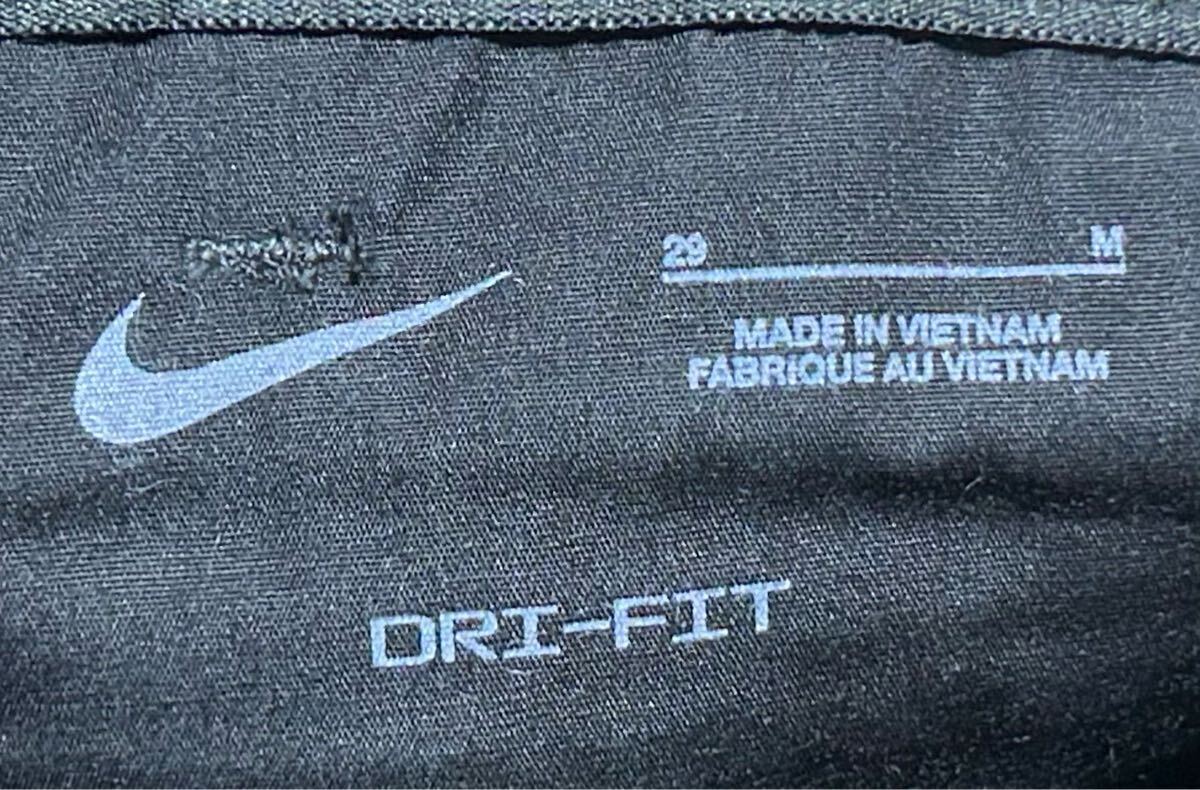 29 M
MADE IN VIETNAM
FABRIQUE AU VIETNAM
DRI-FIT